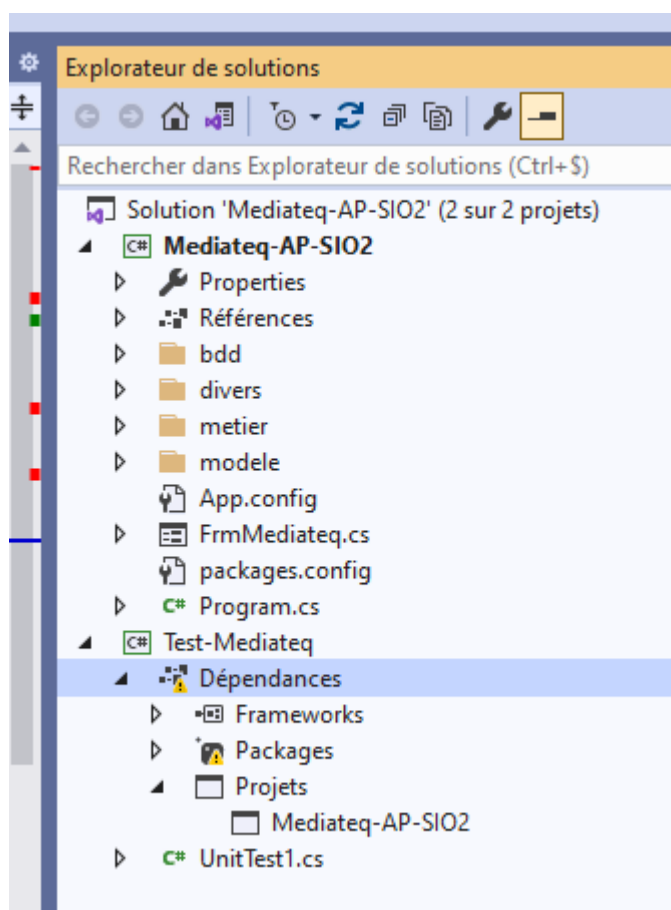 Explorateur de solutions
Rechercher dans Explorateur de solutions (Ctrl+$)
Solution 'Mediateq-AP-SIO2' (2 sur 2 projets)
C# Mediateq-AP-SIO2
Properties
Références
bdd
divers
metier
modele
App.config
FrmMediateq.cs
packages.config
C# Program.cs
C# Test-Mediateq
Dépendances
Frameworks
Packages
Projets
Mediateq-AP-SIO2
C# UnitTest1.cs